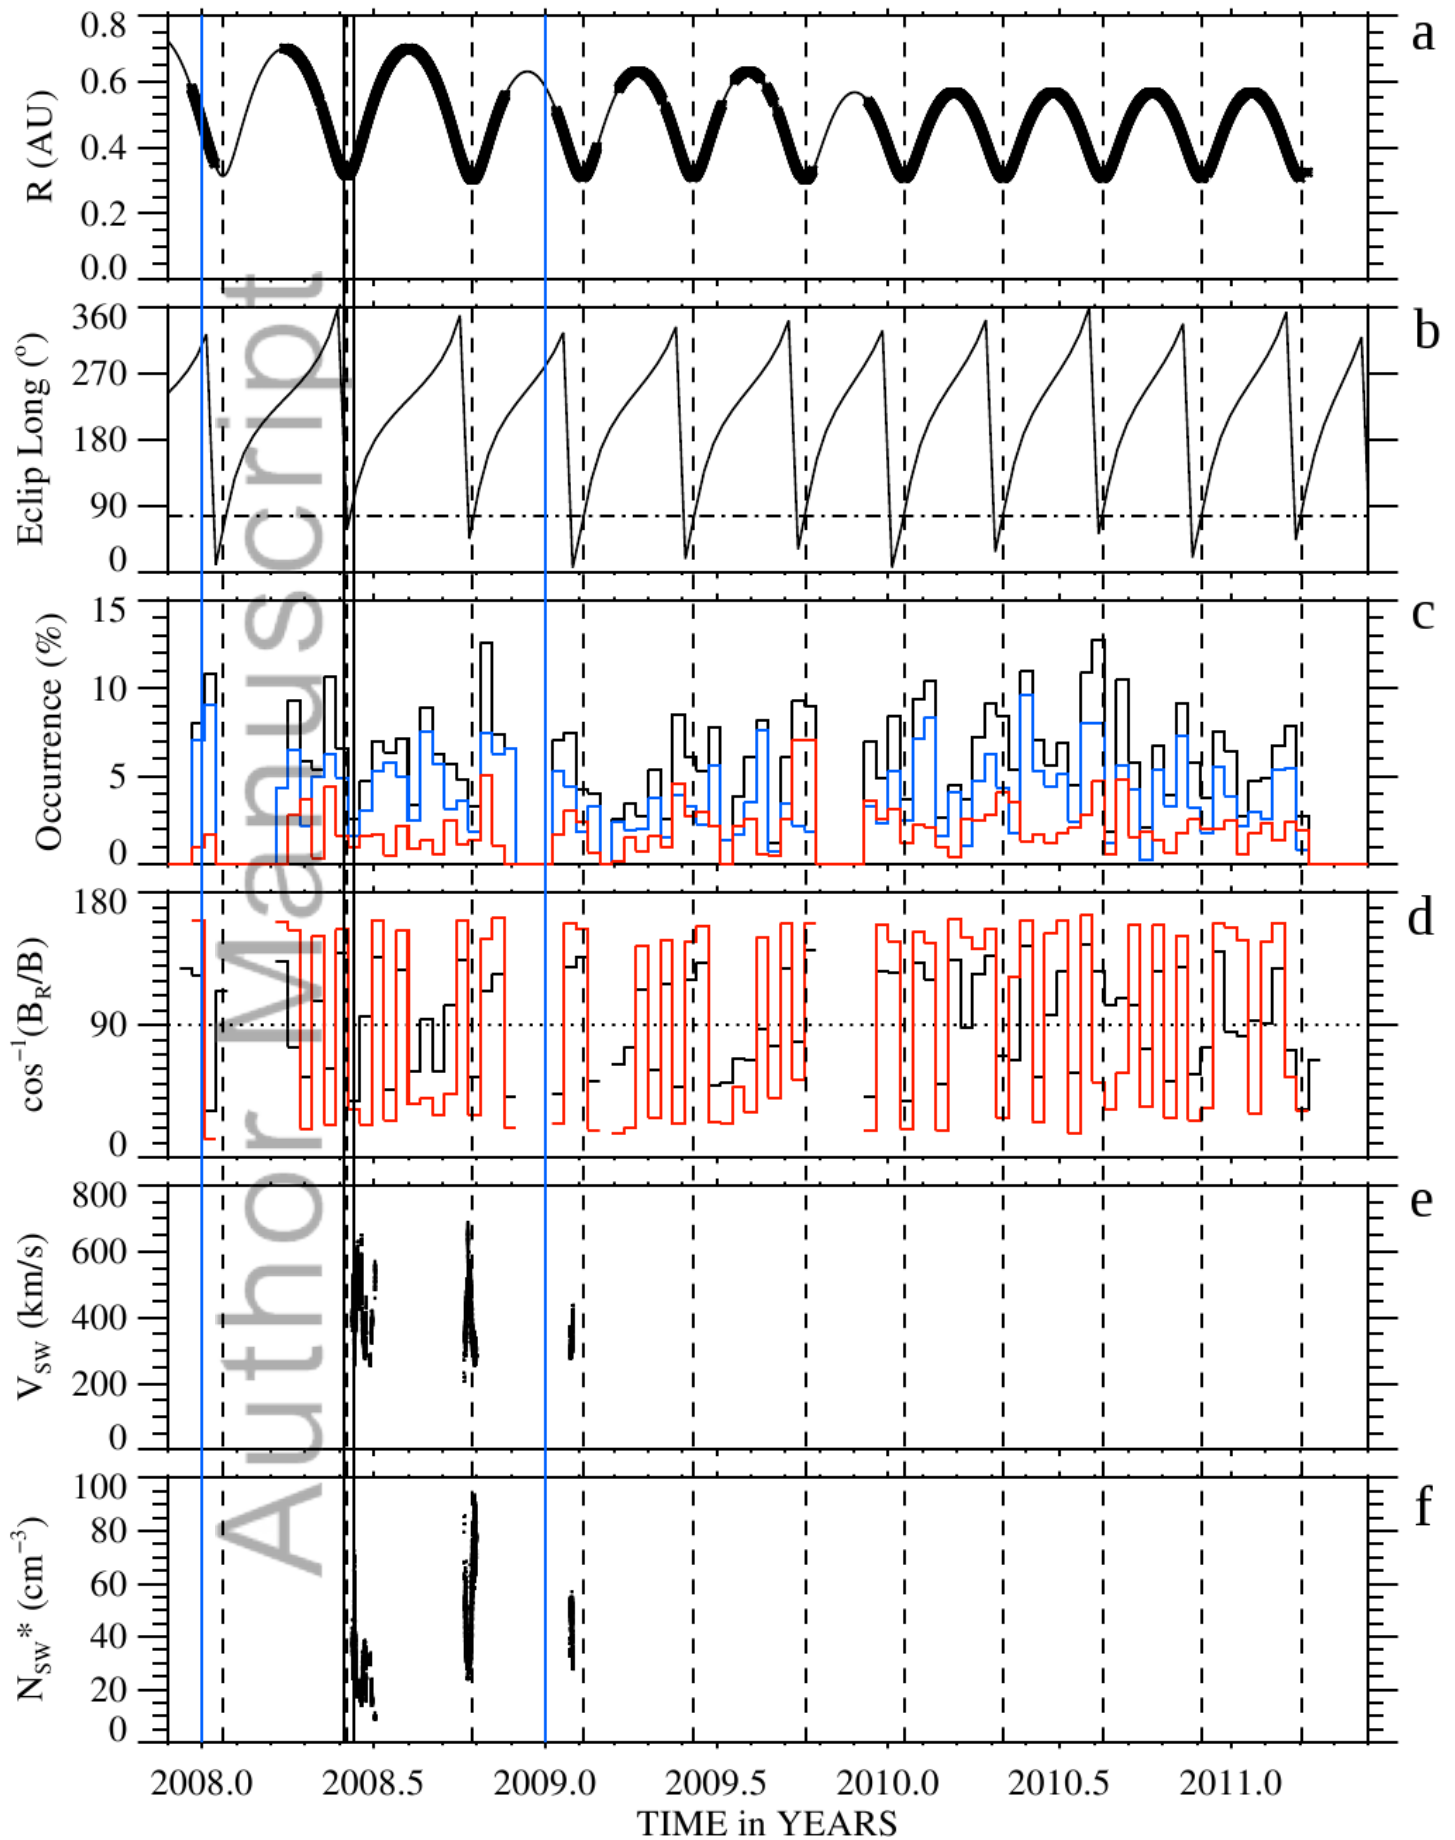 a
0.8
0.6
0.4
0.2
0.0
R (AU)
b
360
270
180
90
0
Eclip Long (°)
c
15
10
5
0
Occurrence (%)
d
180
90
0
cos⁻¹(B_R/B)
e
800
600
400
200
0
V_SW (km/s)
f
100
80
60
40
20
0
N_SW* (cm⁻³)
2008.0 2008.5 2009.0 2009.5 2010.0 2010.5 2011.0
TIME in YEARS
Author Manuscript